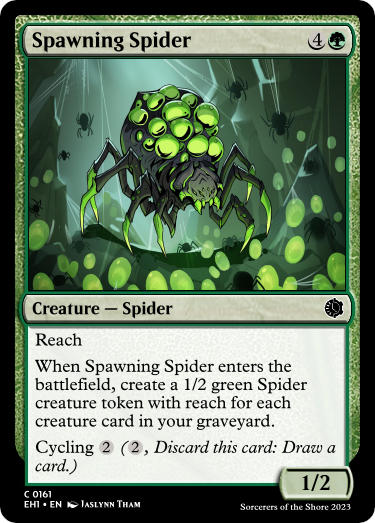 Spawning Spider 4
Creature — Spider
Reach
When Spawning Spider enters the
battlefield, create a 1/2 green Spider
creature token with reach for each
creature card in your graveyard.
Cycling 2 (2, Discard this card: Draw a
card.)
1/2
C 0161
EH1 • EN Jaslynn Tham
Sorcerers of the Shore 2023